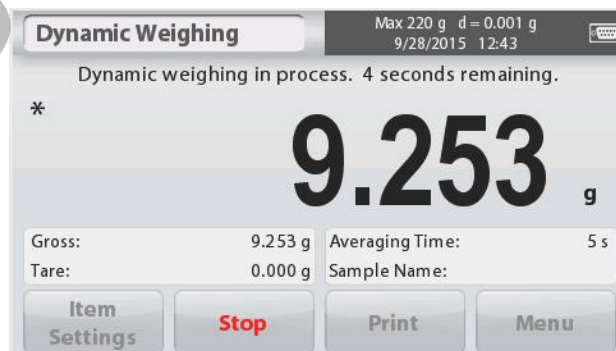 Dynamic Weighing
Max 220 g d = 0.001 g
9/28/2015 12:43
Dynamic weighing in process. 4 seconds remaining.
*
9.253 g
Gross: 9.253 g
Tare: 0.000 g
Averaging Time: 5 s
Sample Name:
Item
Settings
Stop
Print
Menu